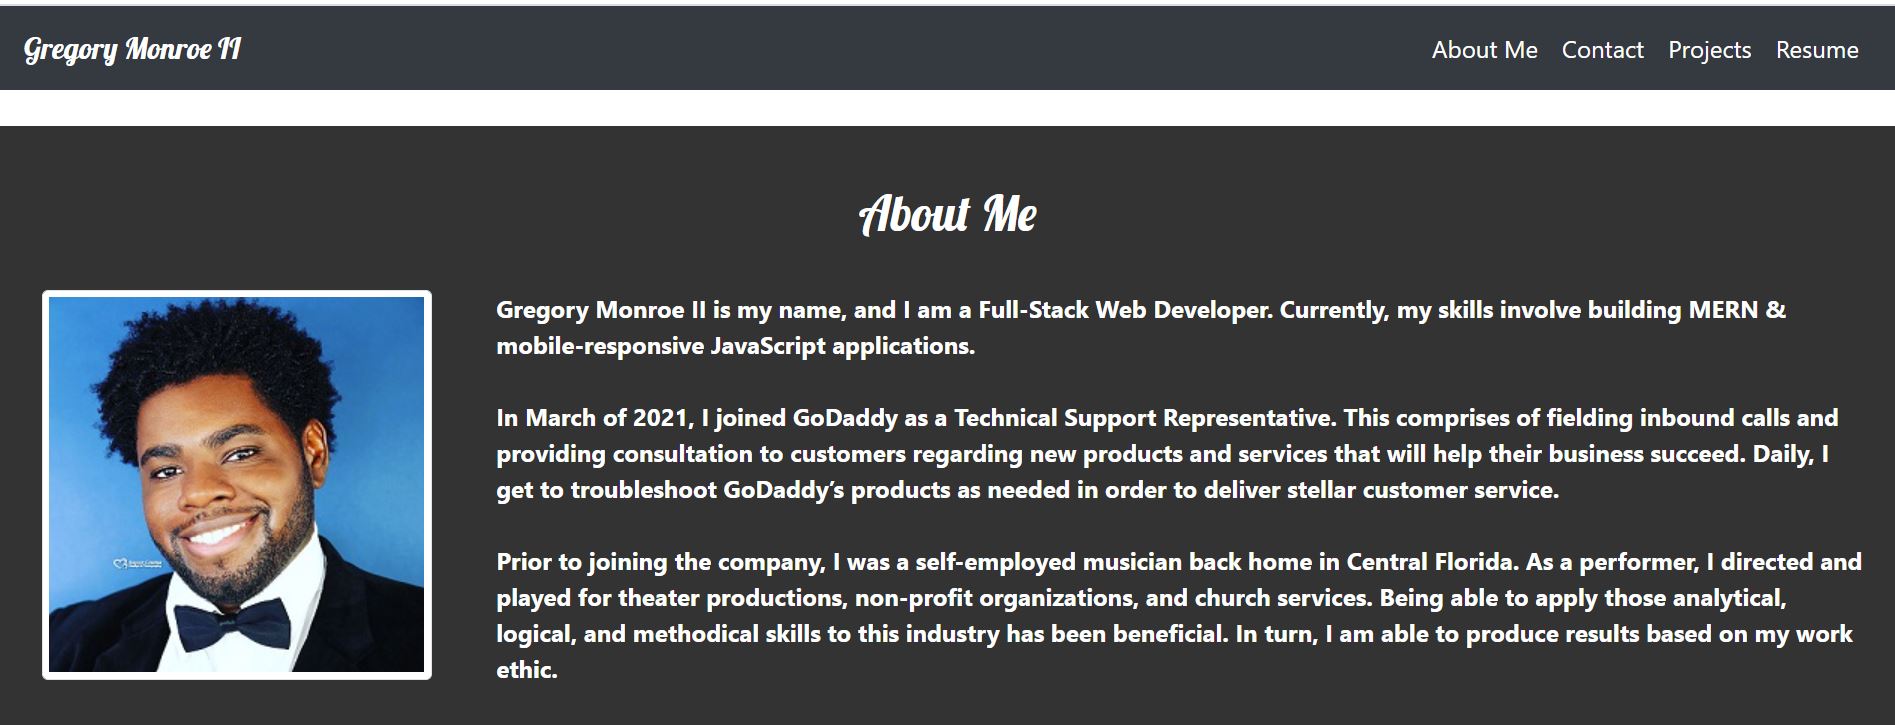 Gregory Monroe II
About Me Contact Projects Resume
About Me
Gregory Monroe II is my name, and I am a Full-Stack Web Developer. Currently, my skills involve building MERN &
mobile-responsive JavaScript applications.
In March of 2021, I joined GoDaddy as a Technical Support Representative. This comprises of fielding inbound calls and
providing consultation to customers regarding new products and services that will help their business succeed. Daily, I
get to troubleshoot GoDaddy’s products as needed in order to deliver stellar customer service.
Prior to joining the company, I was a self-employed musician back home in Central Florida. As a performer, I directed and
played for theater productions, non-profit organizations, and church services. Being able to apply those analytical,
logical, and methodical skills to this industry has been beneficial. In turn, I am able to produce results based on my work
ethic.